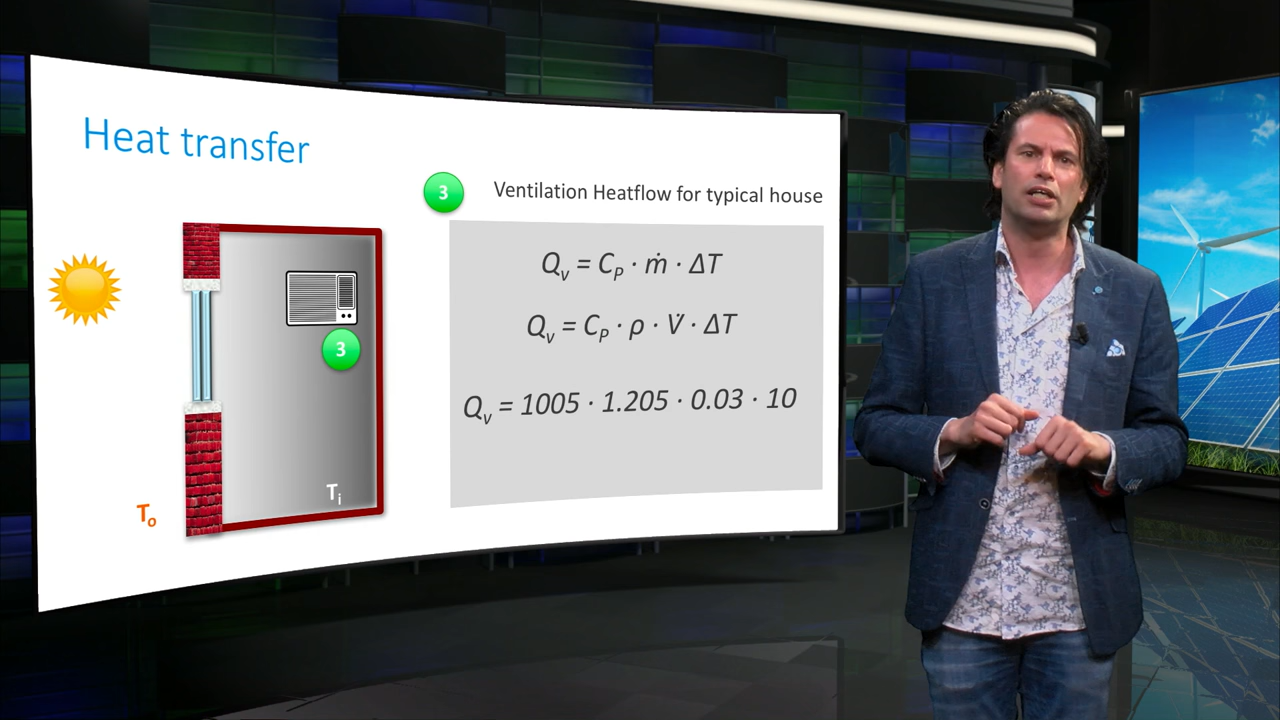 Heat transfer
3
Ventilation Heatflow for typical house
Qv = CP · ṁ · ΔT
Qv = CP · ρ · V̇ · ΔT
Qv = 1005 · 1.205 · 0.03 · 10
3
Ti
To